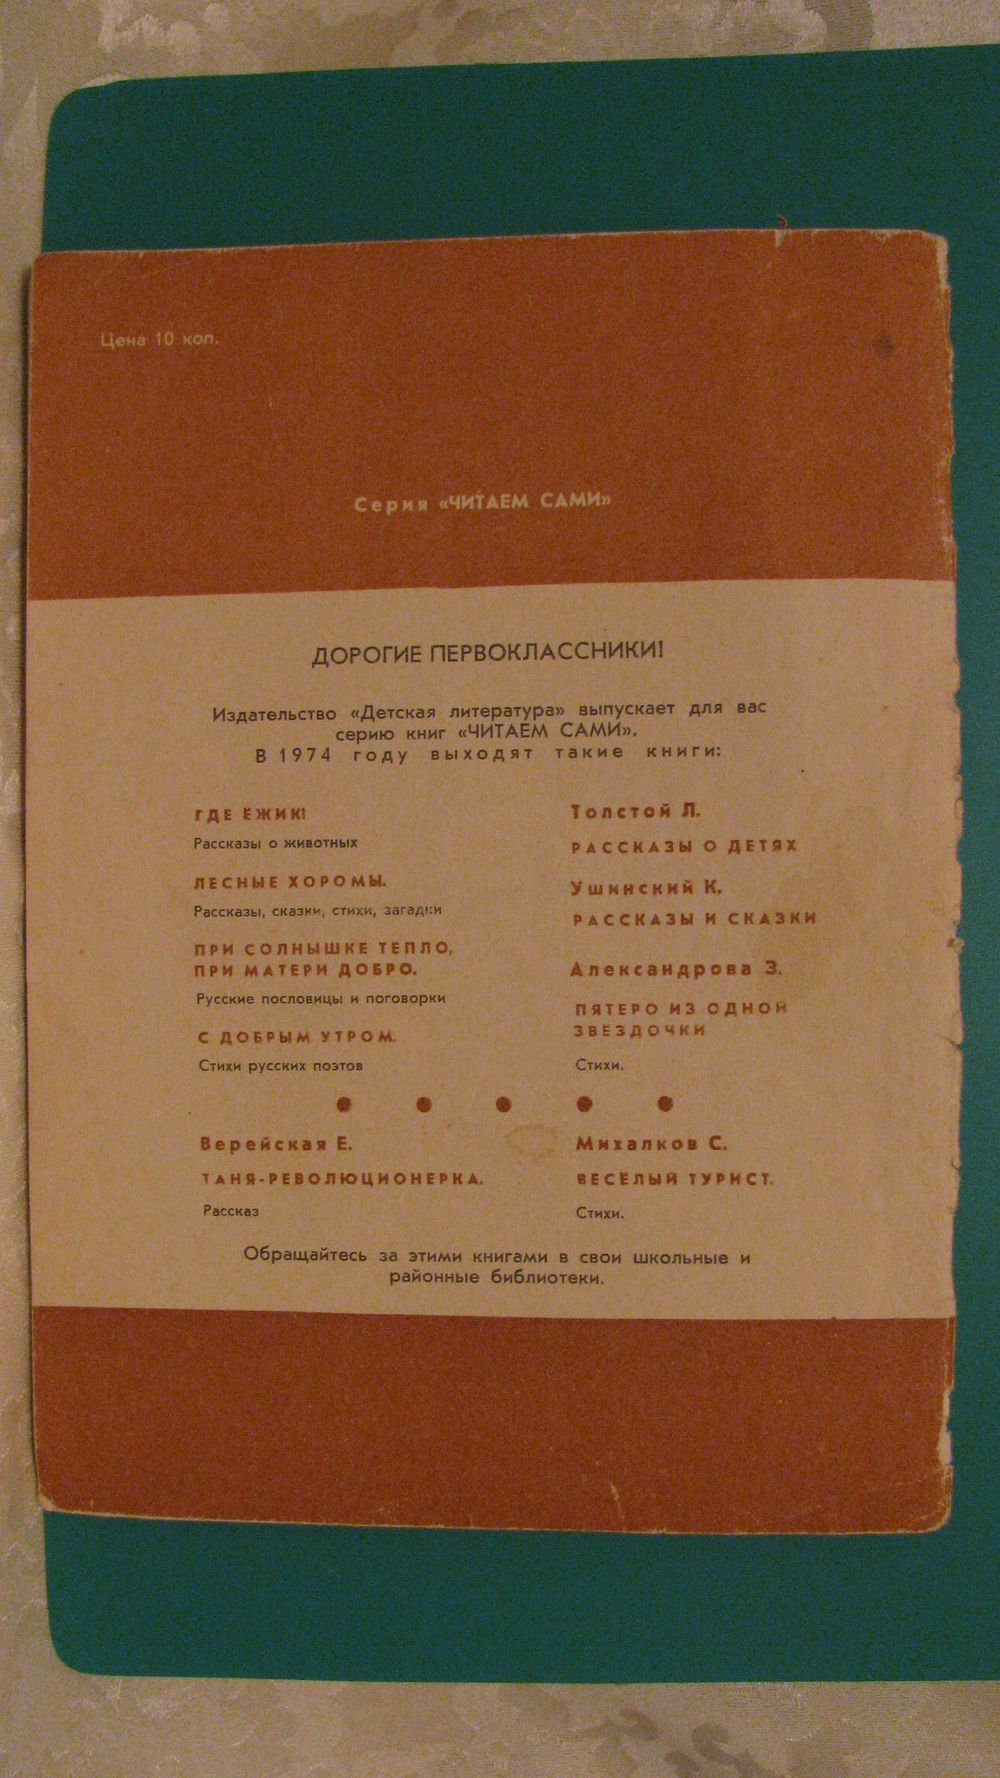 Цена 10 коп.
Серия «ЧИТАЕМ САМИ»
ДОРОГИЕ ПЕРВОКЛАССНИКИ!
Издательство «Детская литература» выпускает для вас
серию книг «ЧИТАЕМ САМИ».
В 1974 году выходят такие книги:
ГДЕ ЁЖИК!
Рассказы о животных
ЛЕСНЫЕ ХОРОМЫ.
Рассказы, сказки, стихи, загадки
ПРИ СОЛНЫШКЕ ТЕПЛО,
ПРИ МАТЕРИ ДОБРО.
Русские пословицы и поговорки
С ДОБРЫМ УТРОМ.
Стихи русских поэтов
Толстой Л.
РАССКАЗЫ О ДЕТЯХ
Ушинский К.
РАССКАЗЫ И СКАЗКИ
Александрова З.
ПЯТЕРО ИЗ ОДНОЙ
ЗВЁЗДОЧКИ
Стихи.
Верейская Е.
ТАНЯ-РЕВОЛЮЦИОНЕРКА.
Рассказ
Михалков С.
ВЕСЁЛЫЙ ТУРИСТ.
Стихи.
Обращайтесь за этими книгами в свои школьные и
районные библиотеки.